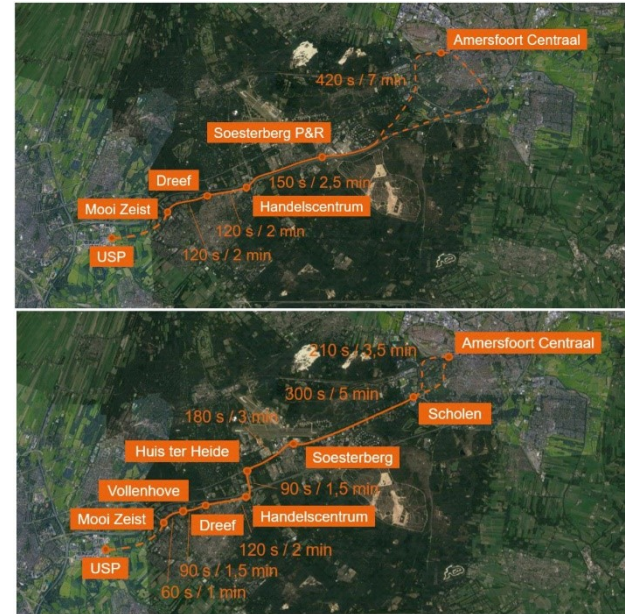 Amersfoort Centraal
420 s / 7 min
Soesterberg P&R
Dreef
150 s / 2,5 min
Mooi Zeist
Handelscentrum
120 s / 2 min
120 s / 2 min
USP
Amersfoort Centraal
210 s / 3,5 min
300 s / 5 min
Scholen
180 s / 3 min
Huis ter Heide
Soesterberg
90 s / 1,5 min
Vollenhove
Mooi Zeist
Dreef
Handelscentrum
120 s / 2 min
USP
90 s / 1,5 min
60 s / 1 min